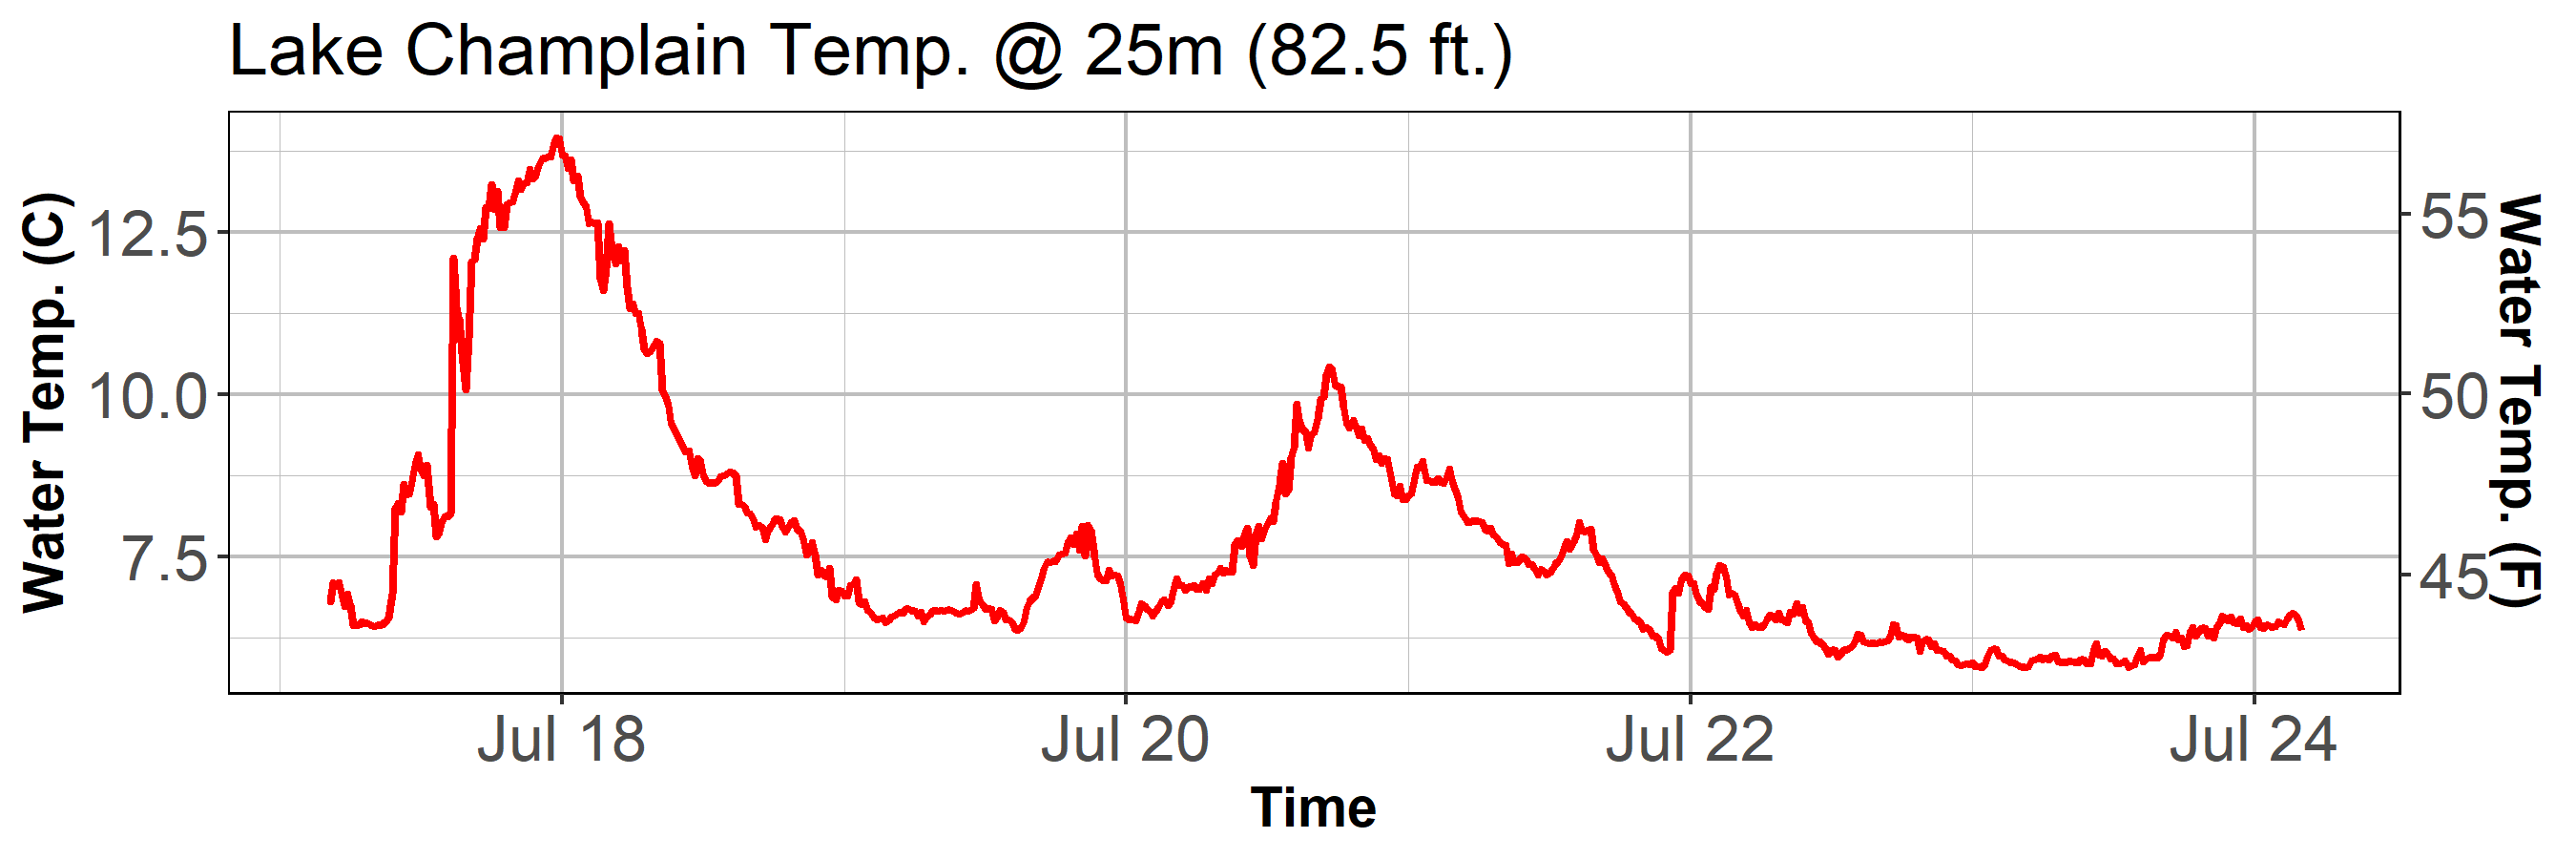 Lake Champlain Temp. @ 25m (82.5 ft.)
Water Temp. (C)
12.5
10.0
7.5
55
50
45
Water Temp. (F)
Jul 18
Jul 20
Jul 22
Jul 24
Time